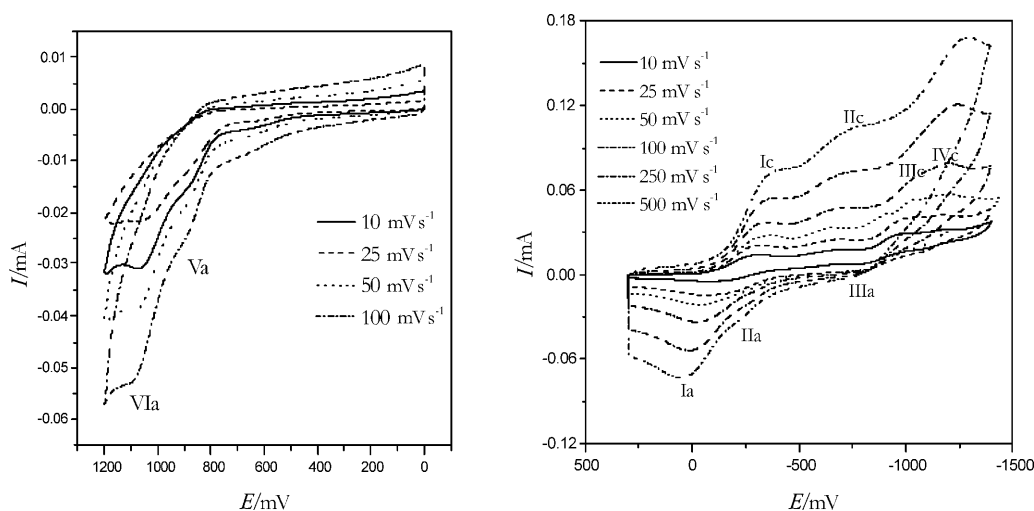 0.01
0.00
-0.01
-0.02
-0.03
-0.04
-0.05
-0.06
I/mA
10 mV s-1
25 mV s-1
50 mV s-1
100 mV s-1
Va
VIa
1200 1000 800 600 400 200 0
E/mV
0.18
0.12
0.06
0.00
-0.06
-0.12
I/mA
10 mV s-1
25 mV s-1
50 mV s-1
100 mV s-1
250 mV s-1
500 mV s-1
Ic
IIc
IIIc
IVc
IIIa
IIa
Ia
500 0 -500 -1000 -1500
E/mV